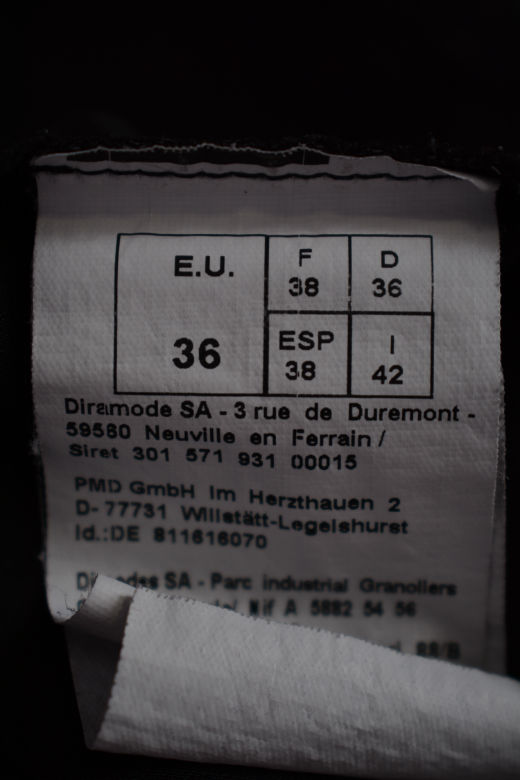 E.U.
36
F
38
D
36
ESP
38
I
42
Diramode SA - 3 rue de Duremont -
59560 Neuville en Ferrain /
Siret 301 571 931 00015
PMD GmbH Im Herzthauen 2
D- 77731 Willstätt-Legelshurst
Id.:DE 811616070
SA - Parc industrial Granollers
Nif A 5882 54 56
88/B